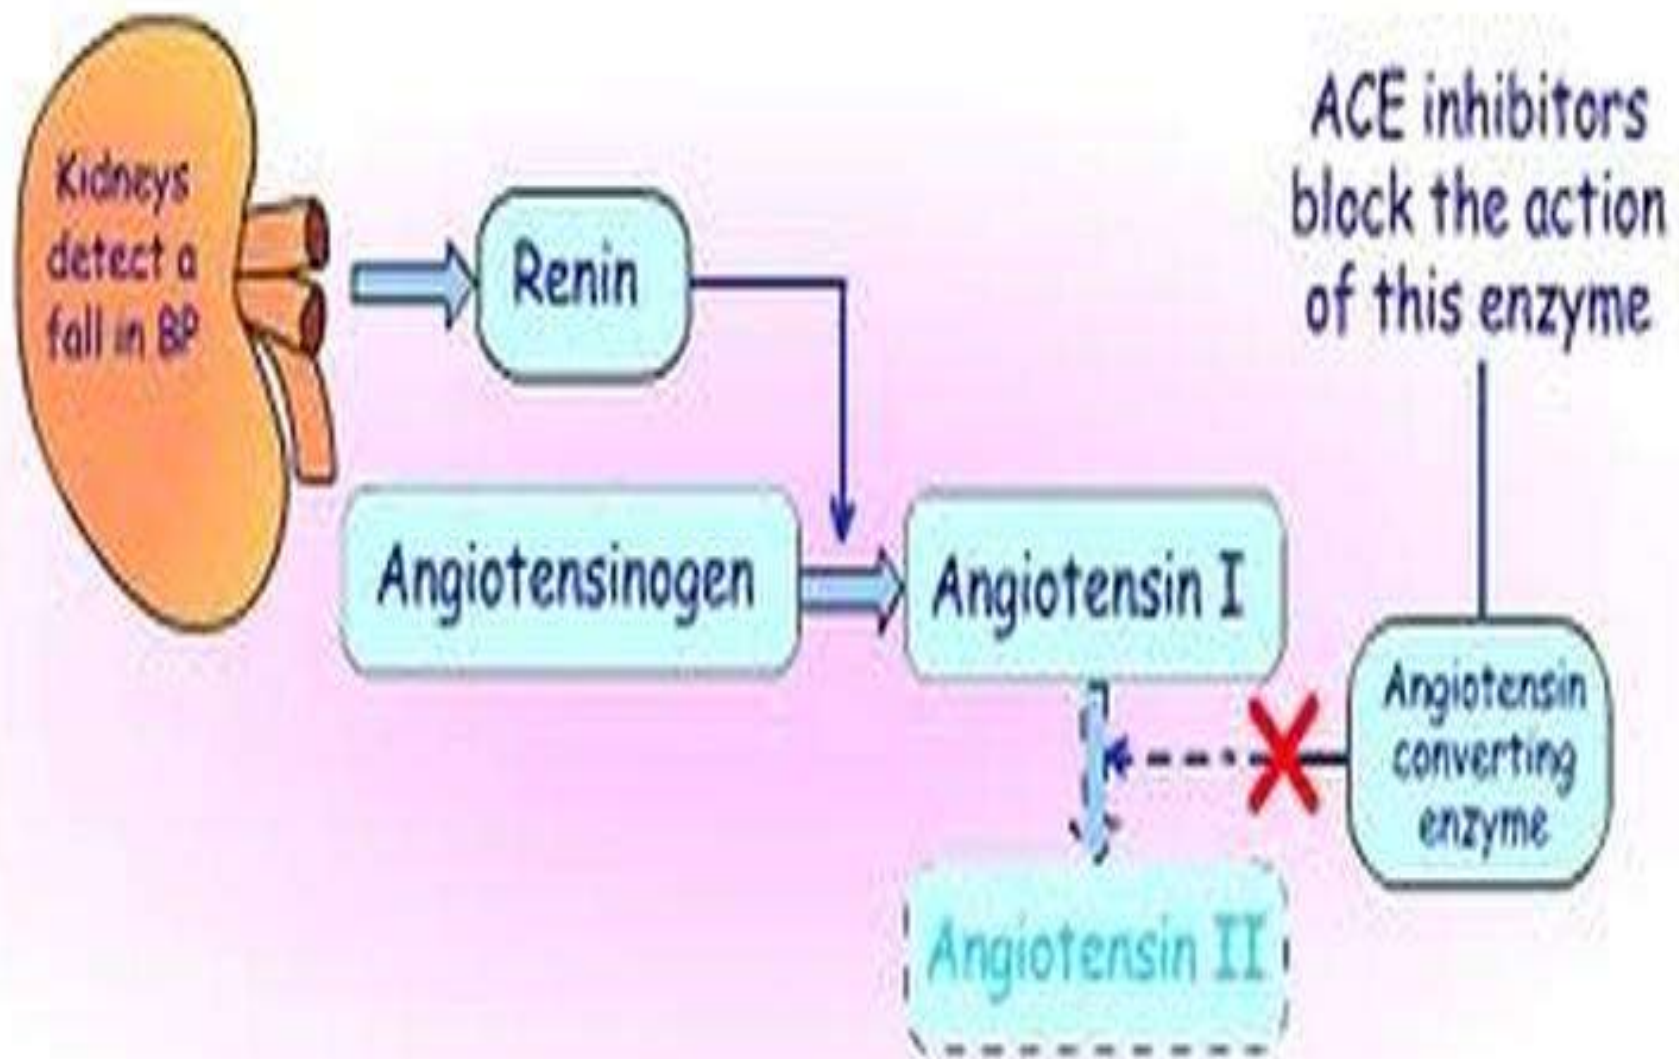 Kidneys
detect a
fall in BP
Renin
ACE inhibitors
block the action
of this enzyme
Angiotensinogen
Angiotensin I
Angiotensin
converting
enzyme
Angiotensin II